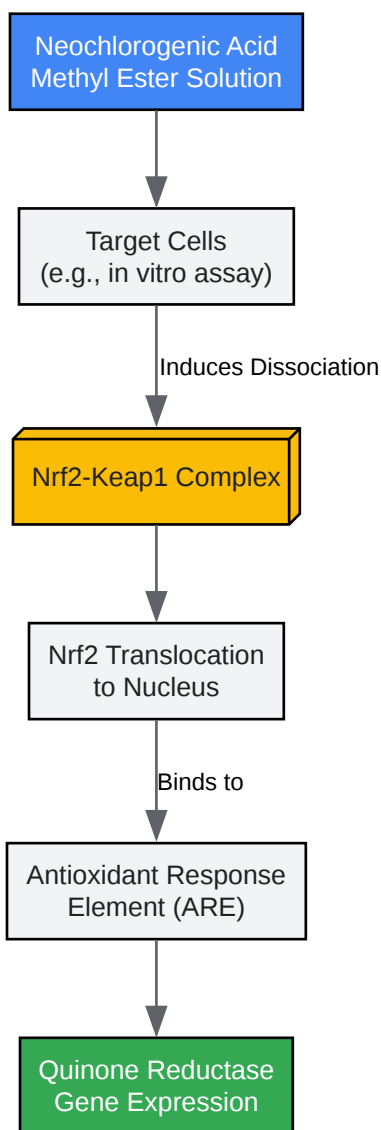 Neochlorogenic Acid
Methyl Ester Solution
Target Cells
(e.g., in vitro assay)
Induces Dissociation
Nrf2-Keap1 Complex
Nrf2 Translocation
to Nucleus
Binds to
Antioxidant Response
Element (ARE)
Quinone Reductase
Gene Expression